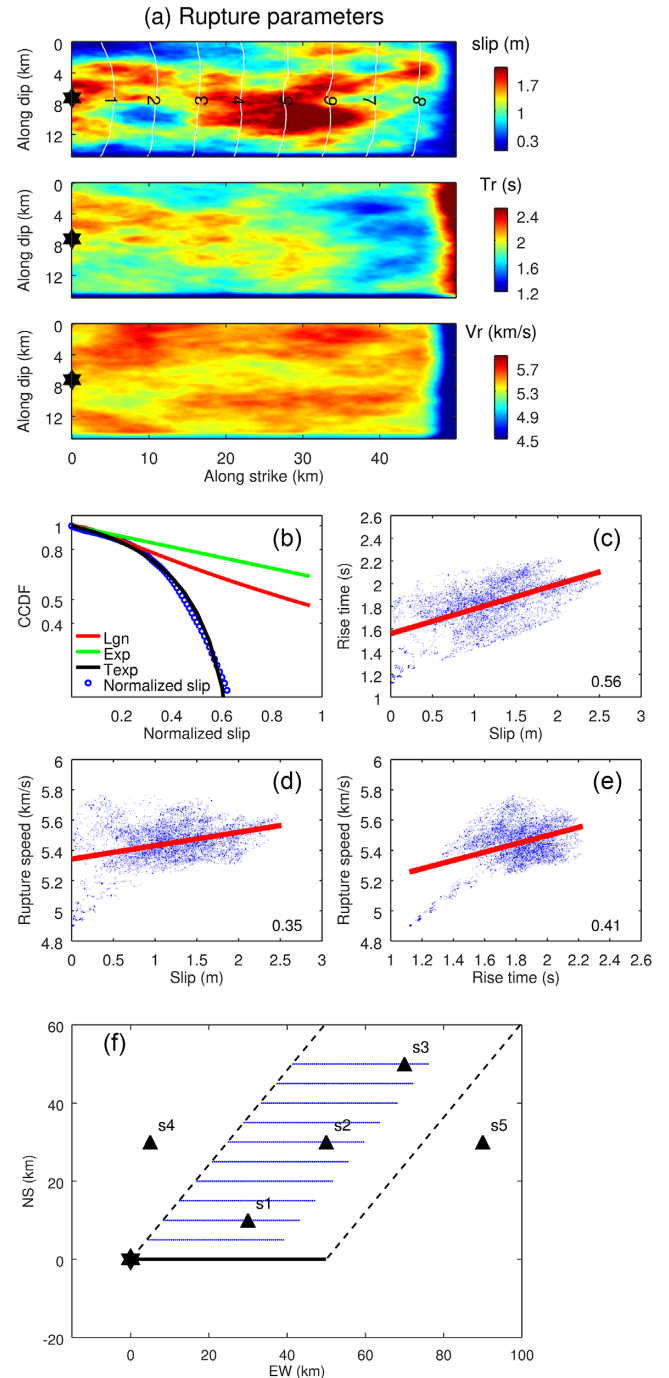 (a) Rupture parameters
slip (m)
0
4
8
12
Along dip (km)
1 2 3 4 5 6 7 8
1.7
1
0.3
Tr (s)
0
4
8
12
Along dip (km)
2.4
2
1.6
1.2
Vr (km/s)
0
4
8
12
Along dip (km)
5.7
5.3
4.9
4.5
0 10 20 30 40
Along strike (km)
(b)
1
0.8
0.5
0.4
CCDF
Lgn
Exp
Texp
Normalized slip
0.2 0.4 0.6 0.8 1
Normalized slip
(c)
2.6
2.4
2.2
2
1.8
1.6
1.4
1.2
1
Rise time (s)
0.56
0 0.5 1 1.5 2 2.5 3
Slip (m)
(d)
6
5.8
5.6
5.4
5.2
5
4.8
Rupture speed (km/s)
0.35
0 0.5 1 1.5 2 2.5 3
Slip (m)
(e)
6
5.8
5.6
5.4
5.2
5
4.8
Rupture speed (km/s)
0.41
1 1.2 1.4 1.6 1.8 2 2.2 2.4 2.6
Rise time (s)
(f)
60
40
20
0
-20
NS (km)
s3
s4
s2
s5
s1
0 20 40 60 80 100
EW (km)